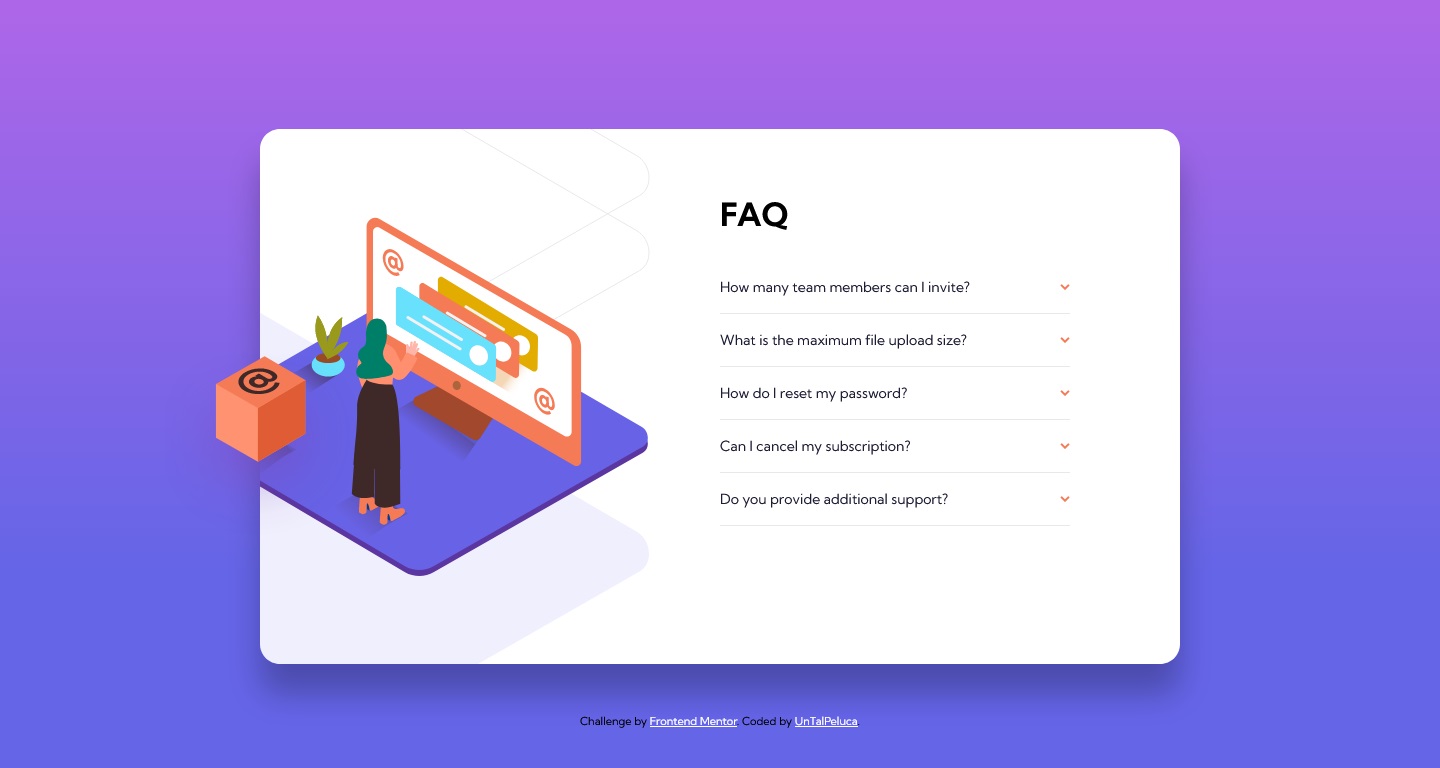 FAQ
How many team members can I invite?
What is the maximum file upload size?
How do I reset my password?
Can I cancel my subscription?
Do you provide additional support?
@
@
@
Challenge by Frontend Mentor. Coded by UnTalPeluca.